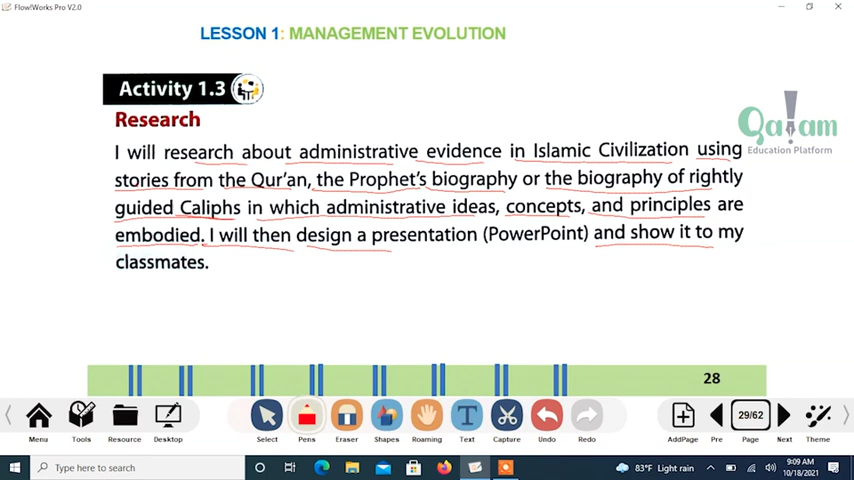 Flow!Works Pro V2.0
LESSON 1: MANAGEMENT EVOLUTION
Activity 1.3
Research
I will research about administrative evidence in Islamic Civilization using
stories from the Qur'an, the Prophet's biography or the biography of rightly
guided Caliphs in which administrative ideas, concepts, and principles are
embodied. I will then design a presentation (PowerPoint) and show it to my
classmates.
Qalam
Education Platform
28
29/62
Menu Tools Resource Desktop Select Pens Eraser Shapes Roaming Text Capture Undo Redo AddPage Pre Page Next Theme
Type here to search
83°F Light rain
9:09 AM
10/18/2021